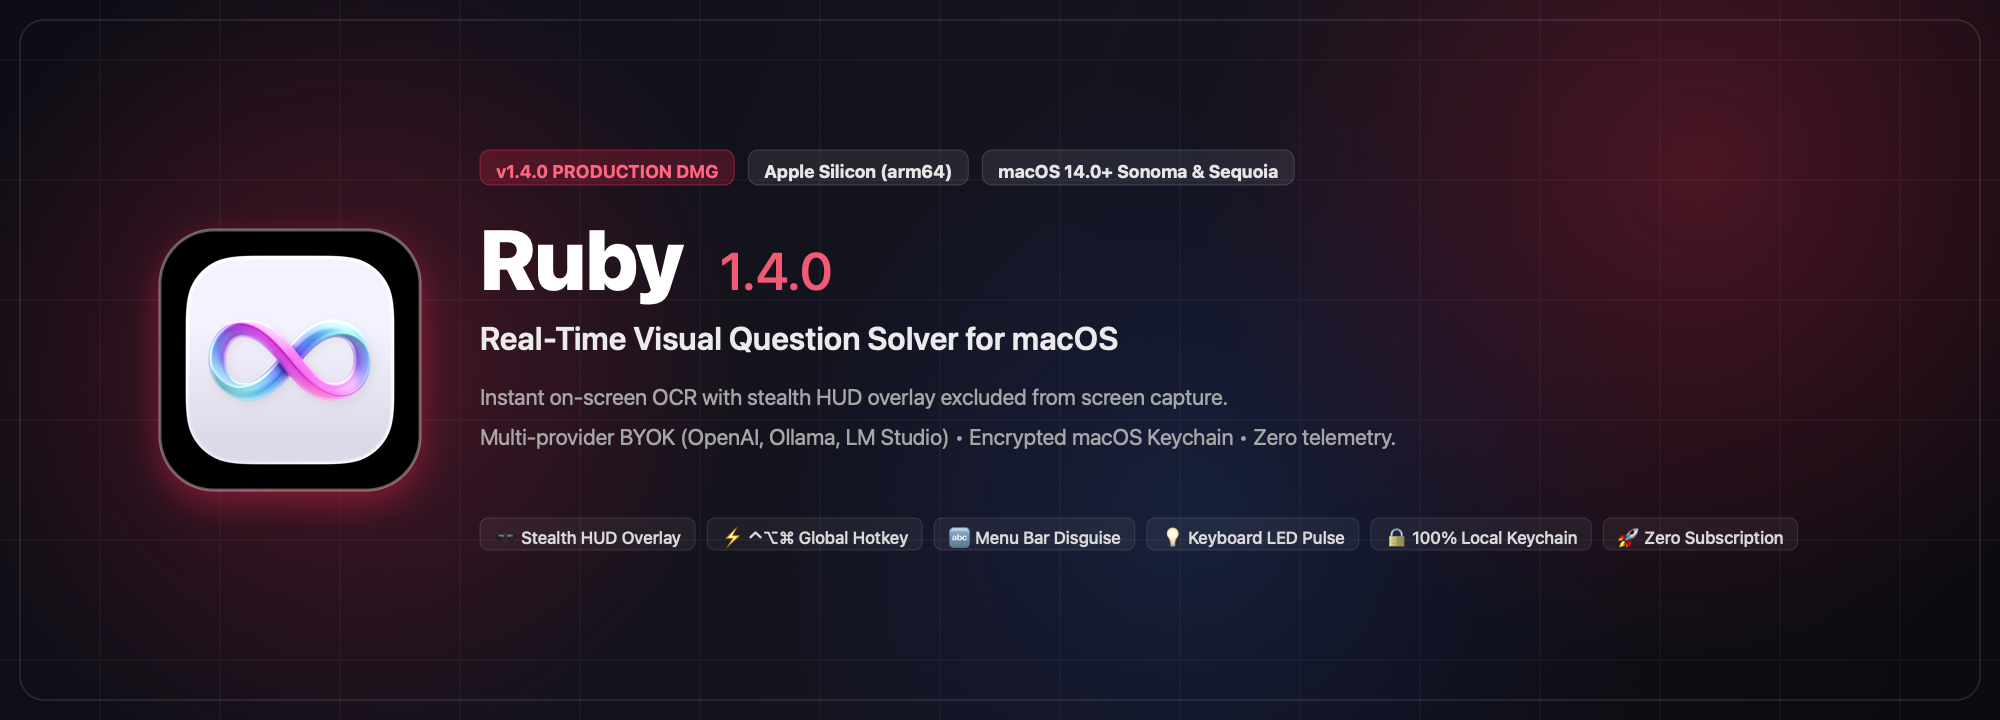 v1.4.0 PRODUCTION DMG
Apple Silicon (arm64)
macOS 14.0+ Sonoma & Sequoia
Ruby 1.4.0
Real-Time Visual Question Solver for macOS
Instant on-screen OCR with stealth HUD overlay excluded from screen capture.
Multi-provider BYOK (OpenAI, Ollama, LM Studio) • Encrypted macOS Keychain • Zero telemetry.
🕶️ Stealth HUD Overlay
⚡ ^⌥⌘ Global Hotkey
🔤 Menu Bar Disguise
💡 Keyboard LED Pulse
🔒 100% Local Keychain
🚀 Zero Subscription